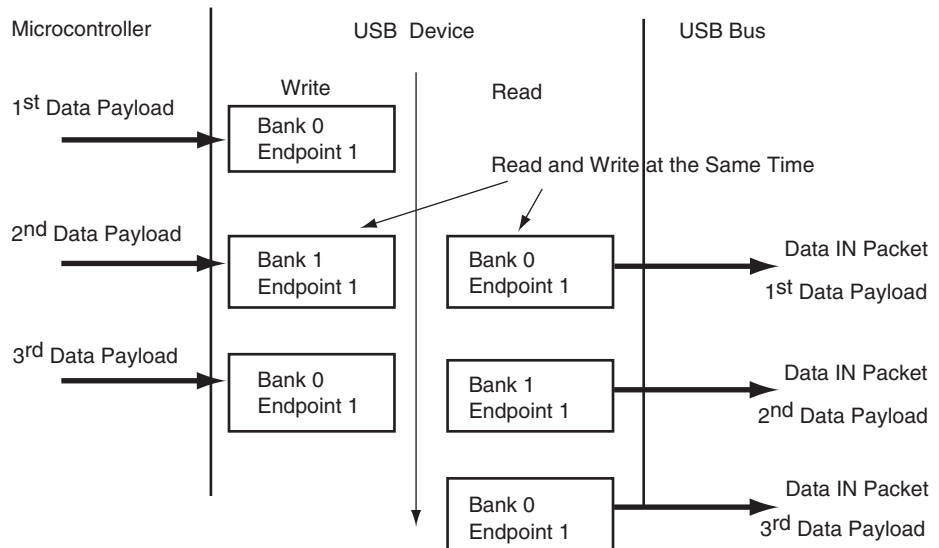 Microcontroller
USB Device
USB Bus
Write
Read
1st Data Payload
Bank 0
Endpoint 1
Read and Write at the Same Time
2nd Data Payload
Bank 1
Endpoint 1
Bank 0
Endpoint 1
Data IN Packet
1st Data Payload
3rd Data Payload
Bank 0
Endpoint 1
Bank 1
Endpoint 1
Data IN Packet
2nd Data Payload
Bank 0
Endpoint 1
Data IN Packet
3rd Data Payload